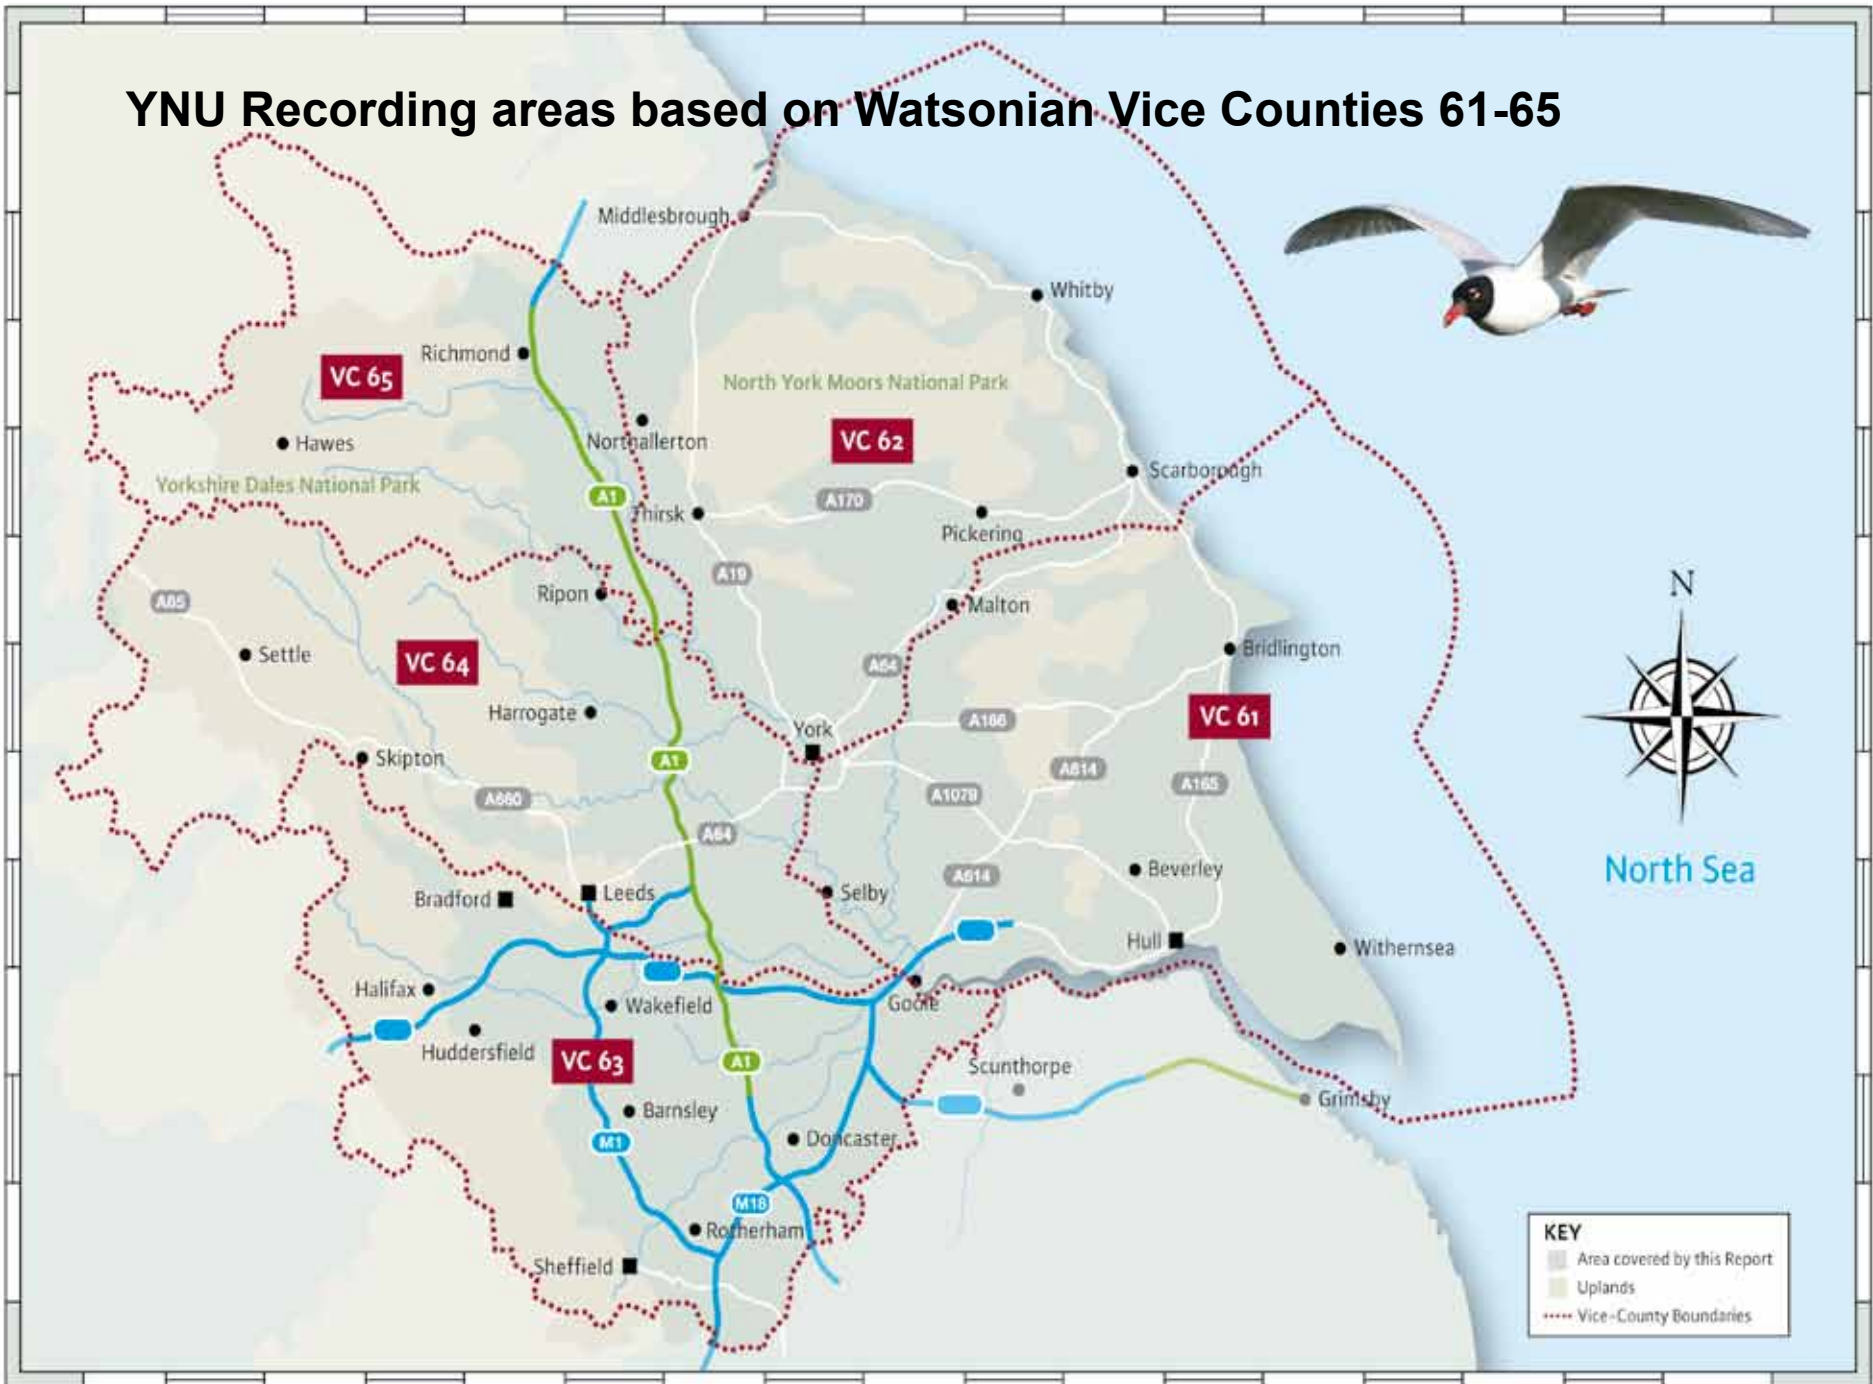 YNU Recording areas based on Watsonian Vice Counties 61-65
Middlesbrough
Whitby
Richmond
VC 65
North York Moors National Park
Hawes
Northallerton
VC 62
Yorkshire Dales National Park
Scarborough
A1
A170
Thirsk
Pickering
A19
Ripon
A65
Malton
N
Settle
VC 64
A64
Bridlington
Harrogate
VC 61
A166
York
Skipton
A1
A614
A165
A660
A1079
A64
North Sea
Beverley
A614
Bradford
Leeds
Selby
Hull
Withernsea
Halifax
Wakefield
Goole
Huddersfield
VC 63
A1
Scunthorpe
Grimsby
Barnsley
M1
Doncaster
M18
Rotherham
Sheffield
KEY
Area covered by this Report
Uplands
Vice-County Boundaries